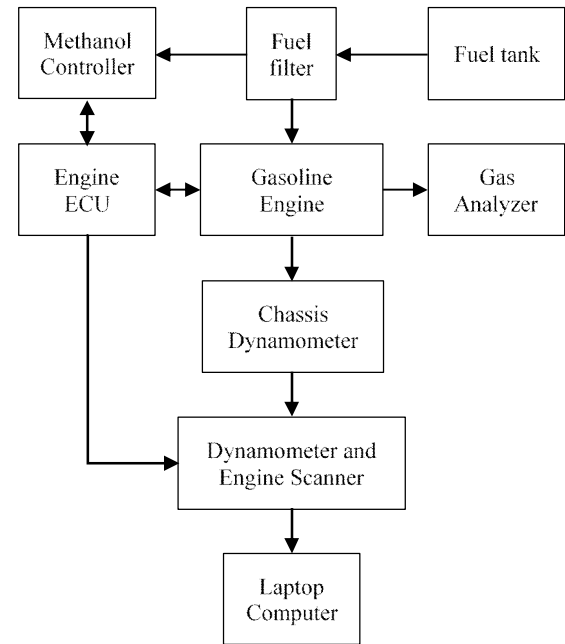 Methanol
Controller
Fuel
filter
Fuel tank
Engine
ECU
Gasoline
Engine
Gas
Analyzer
Chassis
Dynamometer
Dynamometer and
Engine Scanner
Laptop
Computer